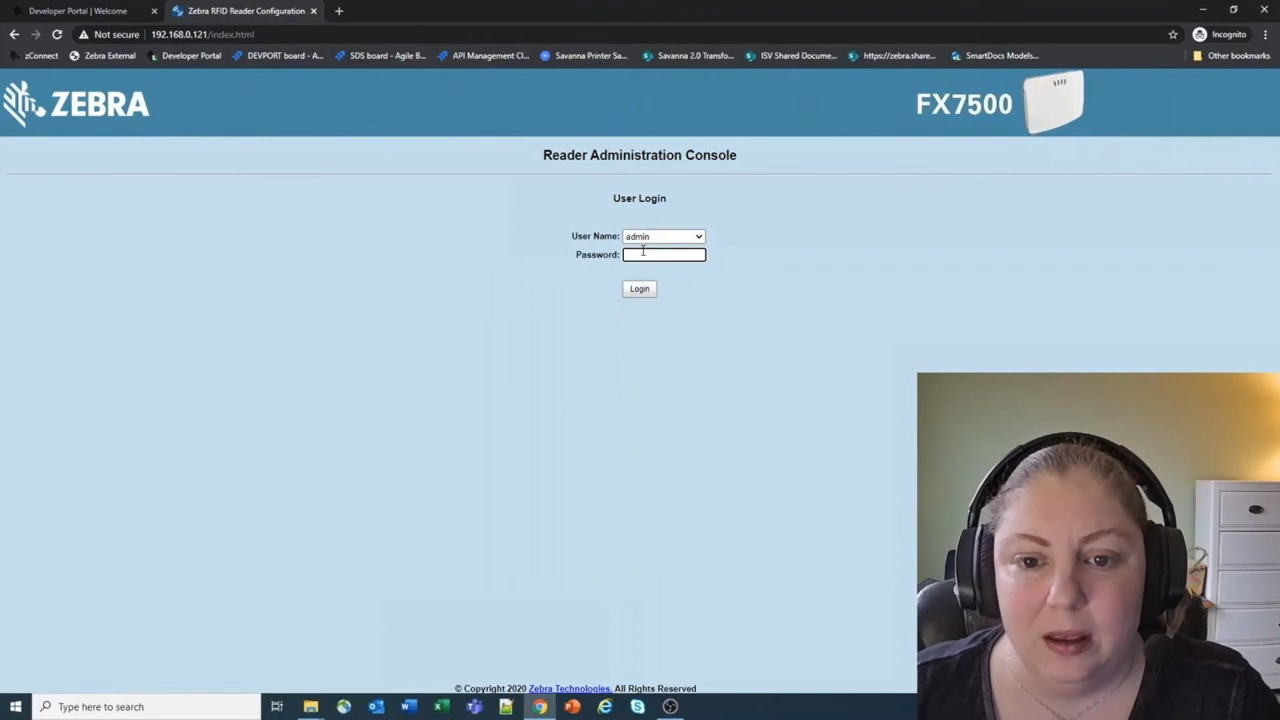 Developer Portal | Welcome
Zebra RFID Reader Configuration
Not secure
192.168.0.121/index.html
Incognito
zConnect
Zebra External
Developer Portal
DEVPORT board - A...
SDS board - Agile B...
API Management Cl...
Savanna Printer Sa...
Savanna 2.0 Transfo...
ISV Shared Docume...
https://zebra.share...
SmartDocs Models...
Other bookmarks
ZEBRA
FX7500
Reader Administration Console
User Login
User Name:
admin
Password:
Login
© Copyright 2020 Zebra Technologies. All Rights Reserved
Type here to search